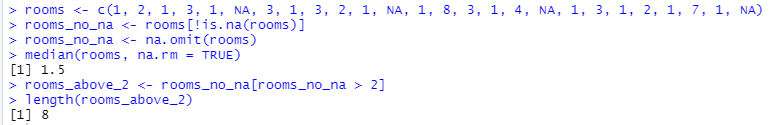 > rooms <- c(1, 2, 1, 3, 1, NA, 3, 1, 3, 2, 1, NA, 1, 8, 3, 1, 4, NA, 1, 3, 1, 2, 1, 7, 1, NA)
> rooms_no_na <- rooms[!is.na(rooms)]
> rooms_no_na <- na.omit(rooms)
> median(rooms, na.rm = TRUE)
[1] 1.5
> rooms_above_2 <- rooms_no_na[rooms_no_na > 2]
> length(rooms_above_2)
[1] 8